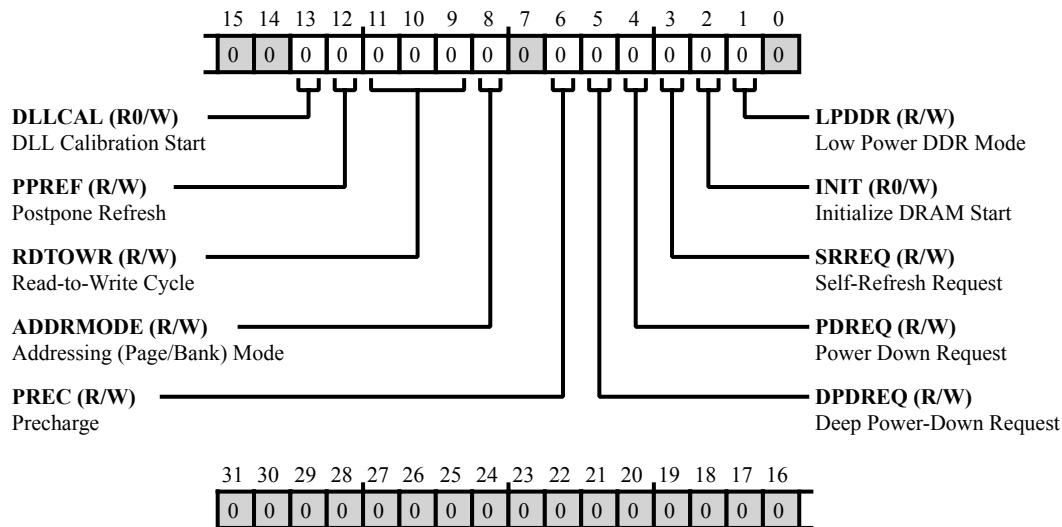 15 14 13 12 11 10 9 8 7 6 5 4 3 2 1 0
0 0 0 0 0 0 0 0 0 0 0 0 0 0 0 0
DLLCAL (R0/W)
DLL Calibration Start
PPREF (R/W)
Postpone Refresh
RDTOWR (R/W)
Read-to-Write Cycle
ADDRMODE (R/W)
Addressing (Page/Bank) Mode
PREC (R/W)
Precharge
LPDDR (R/W)
Low Power DDR Mode
INIT (R0/W)
Initialize DRAM Start
SRREQ (R/W)
Self-Refresh Request
PDREQ (R/W)
Power Down Request
DPDREQ (R/W)
Deep Power-Down Request
31 30 29 28 27 26 25 24 23 22 21 20 19 18 17 16
0 0 0 0 0 0 0 0 0 0 0 0 0 0 0 0